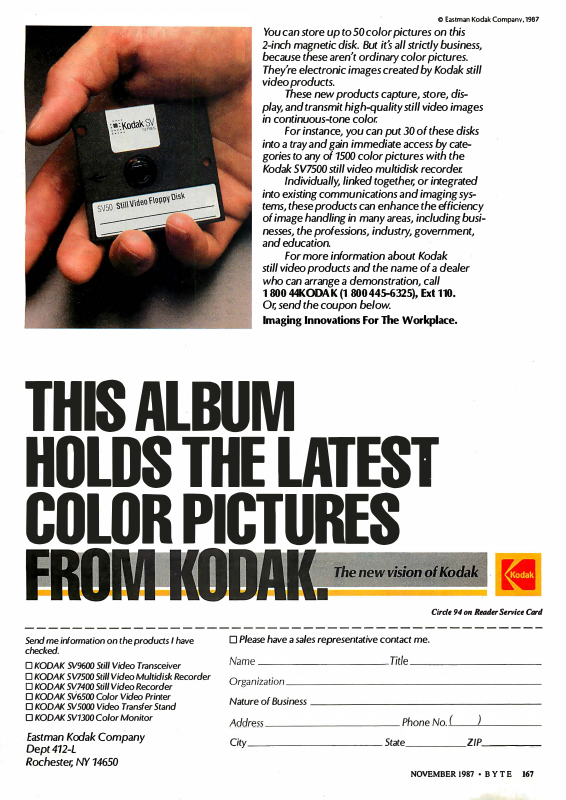 © Eastman Kodak Company, 1987
You can store up to 50 color pictures on this
2-inch magnetic disk. But it's all strictly business,
because these aren't ordinary color pictures.
They're electronic images created by Kodak still
video products.
These new products capture, store, dis-
play, and transmit high-quality still video images
in continuous-tone color.
For instance, you can put 30 of these disks
into a tray and gain immediate access by cate-
gories to any of 1500 color pictures with the
Kodak SV7500 still video multidisk recorder.
Individually, linked together, or integrated
into existing communications and imaging sys-
tems, these products can enhance the efficiency
of image handling in many areas, including busi-
nesses, the professions, industry, government,
and education.
For more information about Kodak
still video products and the name of a dealer
who can arrange a demonstration, call
1 800 44KODAK (1 800 445-6325), Ext 110.
Or, send the coupon below.
Imaging Innovations For The Workplace.
Kodak SV
SV50 Still Video Floppy Disk
THIS ALBUM
HOLDS THE LATEST
COLOR PICTURES
FROM KODAK.
The new vision of Kodak
Kodak
Circle 94 on Reader Service Card
Send me information on the products I have
checked.
☐ KODAK SV9600 Still Video Transceiver
☐ KODAK SV7500 Still Video Multidisk Recorder
☐ KODAK SV7400 Still Video Recorder
☐ KODAK SV6500 Color Video Printer
☐ KODAK SV5000 Video Transfer Stand
☐ KODAK SV1300 Color Monitor
Eastman Kodak Company
Dept 412-L
Rochester, NY 14650
☐ Please have a sales representative contact me.
Name Title
Organization
Nature of Business
Address Phone No. ( )
City State ZIP
NOVEMBER 1987 • BYTE 167